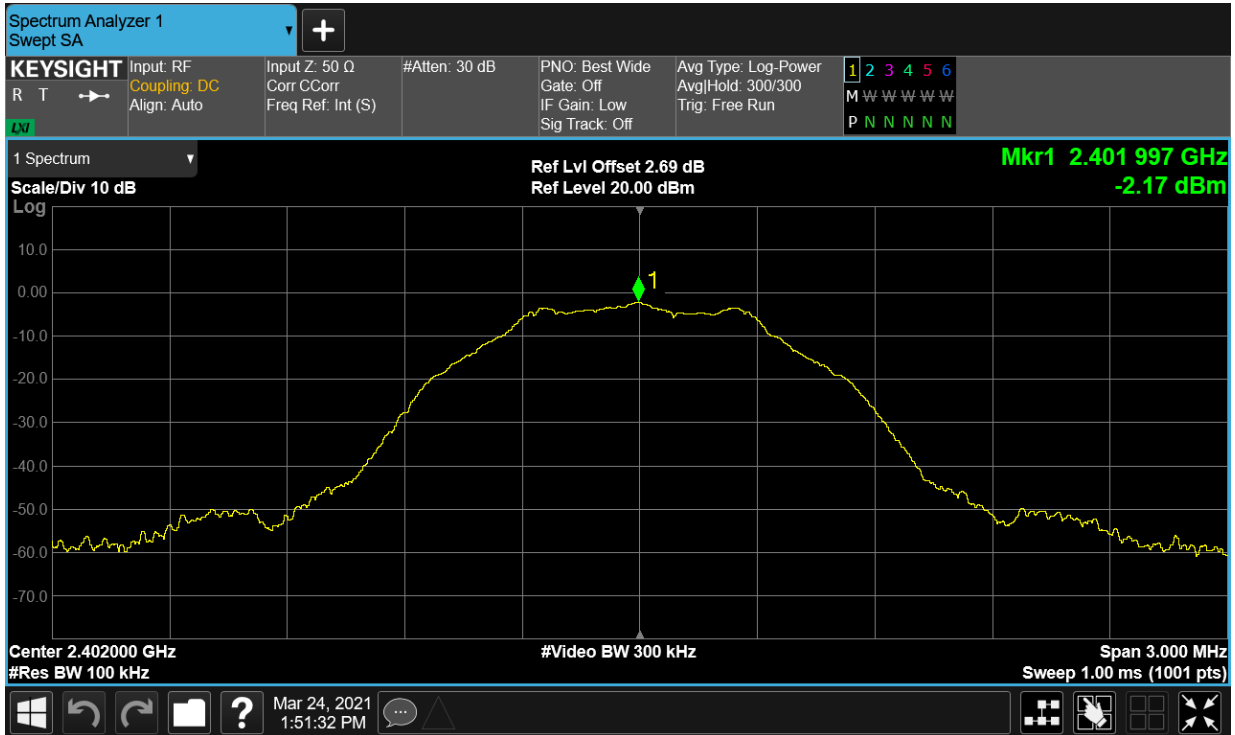 Spectrum Analyzer 1
Swept SA
+
KEYSIGHT
R T
LXI
Input: RF
Coupling: DC
Align: Auto
Input Z: 50 Ω
Corr CCorr
Freq Ref: Int (S)
#Atten: 30 dB
PNO: Best Wide
Gate: Off
IF Gain: Low
Sig Track: Off
Avg Type: Log-Power
Avg|Hold: 300/300
Trig: Free Run
1 2 3 4 5 6
M W W W W W
P N N N N N
1 Spectrum
Scale/Div 10 dB
Log
Ref Lvl Offset 2.69 dB
Ref Level 20.00 dBm
Mkr1 2.401 997 GHz
-2.17 dBm
10.0
0.00
-10.0
-20.0
-30.0
-40.0
-50.0
-60.0
-70.0
1
Center 2.402000 GHz
#Res BW 100 kHz
#Video BW 300 kHz
Span 3.000 MHz
Sweep 1.00 ms (1001 pts)
?
Mar 24, 2021
1:51:32 PM